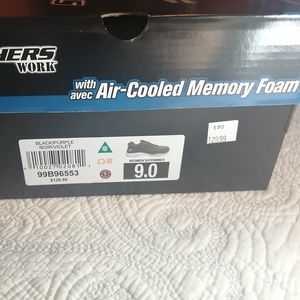 HERS
WORK
with
avec Air-Cooled Memory Foam
BLACK/PURPLE
NOIR/VIOLET
99B96553
$129.99
WOMEN'S/FEMMES
9.0
129.99